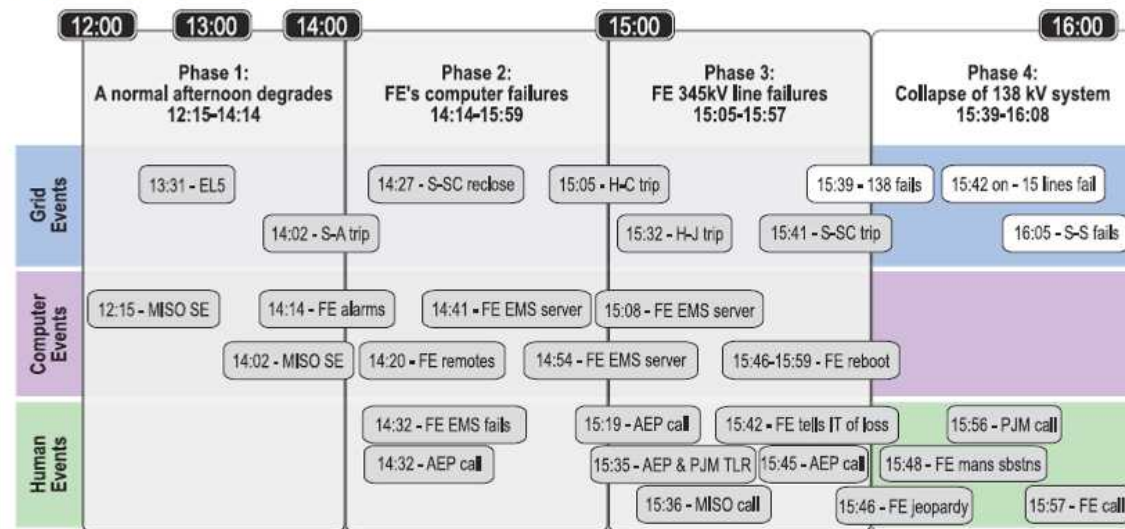 12:00 13:00 14:00 15:00 16:00
Phase 1:
A normal afternoon degrades
12:15-14:14
Phase 2:
FE's computer failures
14:14-15:59
Phase 3:
FE 345kV line failures
15:05-15:57
Phase 4:
Collapse of 138 kV system
15:39-16:08
Grid
Events
13:31 - EL5
14:27 - S-SC reclose
15:05 - H-C trip
15:39 - 138 fails
15:42 on - 15 lines fail
14:02 - S-A trip
15:32 - H-J trip
15:41 - S-SC trip
16:05 - S-S fails
Computer
Events
12:15 - MISO SE
14:14 - FE alarms
14:41 - FE EMS server
15:08 - FE EMS server
14:02 - MISO SE
14:20 - FE remotes
14:54 - FE EMS server
15:46-15:59 - FE reboot
Human
Events
14:32 - FE EMS fails
15:19 - AEP call
15:42 - FE tells IT of loss
15:56 - PJM call
14:32 - AEP call
15:35 - AEP & PJM TLR
15:45 - AEP call
15:48 - FE mans sbstns
15:36 - MISO call
15:46 - FE jeopardy
15:57 - FE call